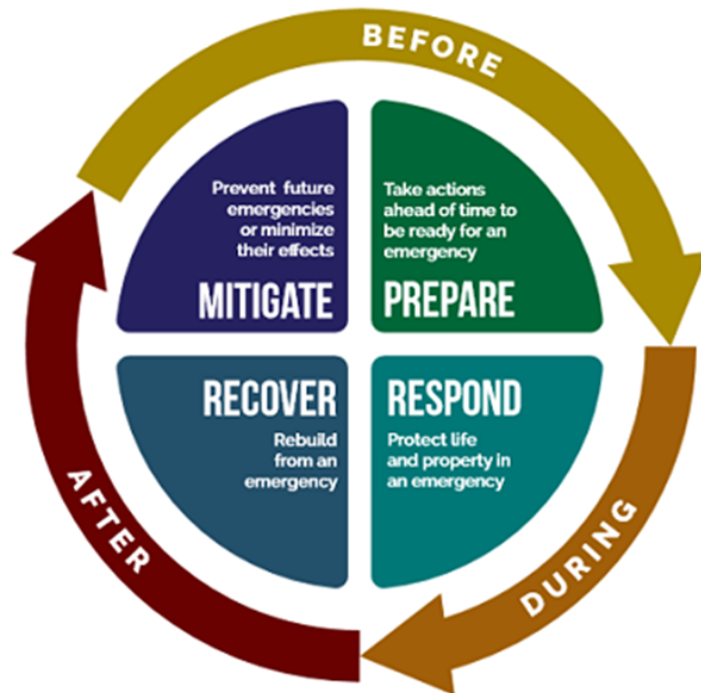 BEFORE
Prevent future
emergencies
or minimize
their effects
MITIGATE
Take actions
ahead of time to
be ready for an
emergency
PREPARE
RECOVER
Rebuild
from an
emergency
RESPOND
Protect life
and property in
an emergency
AFTER
DURING